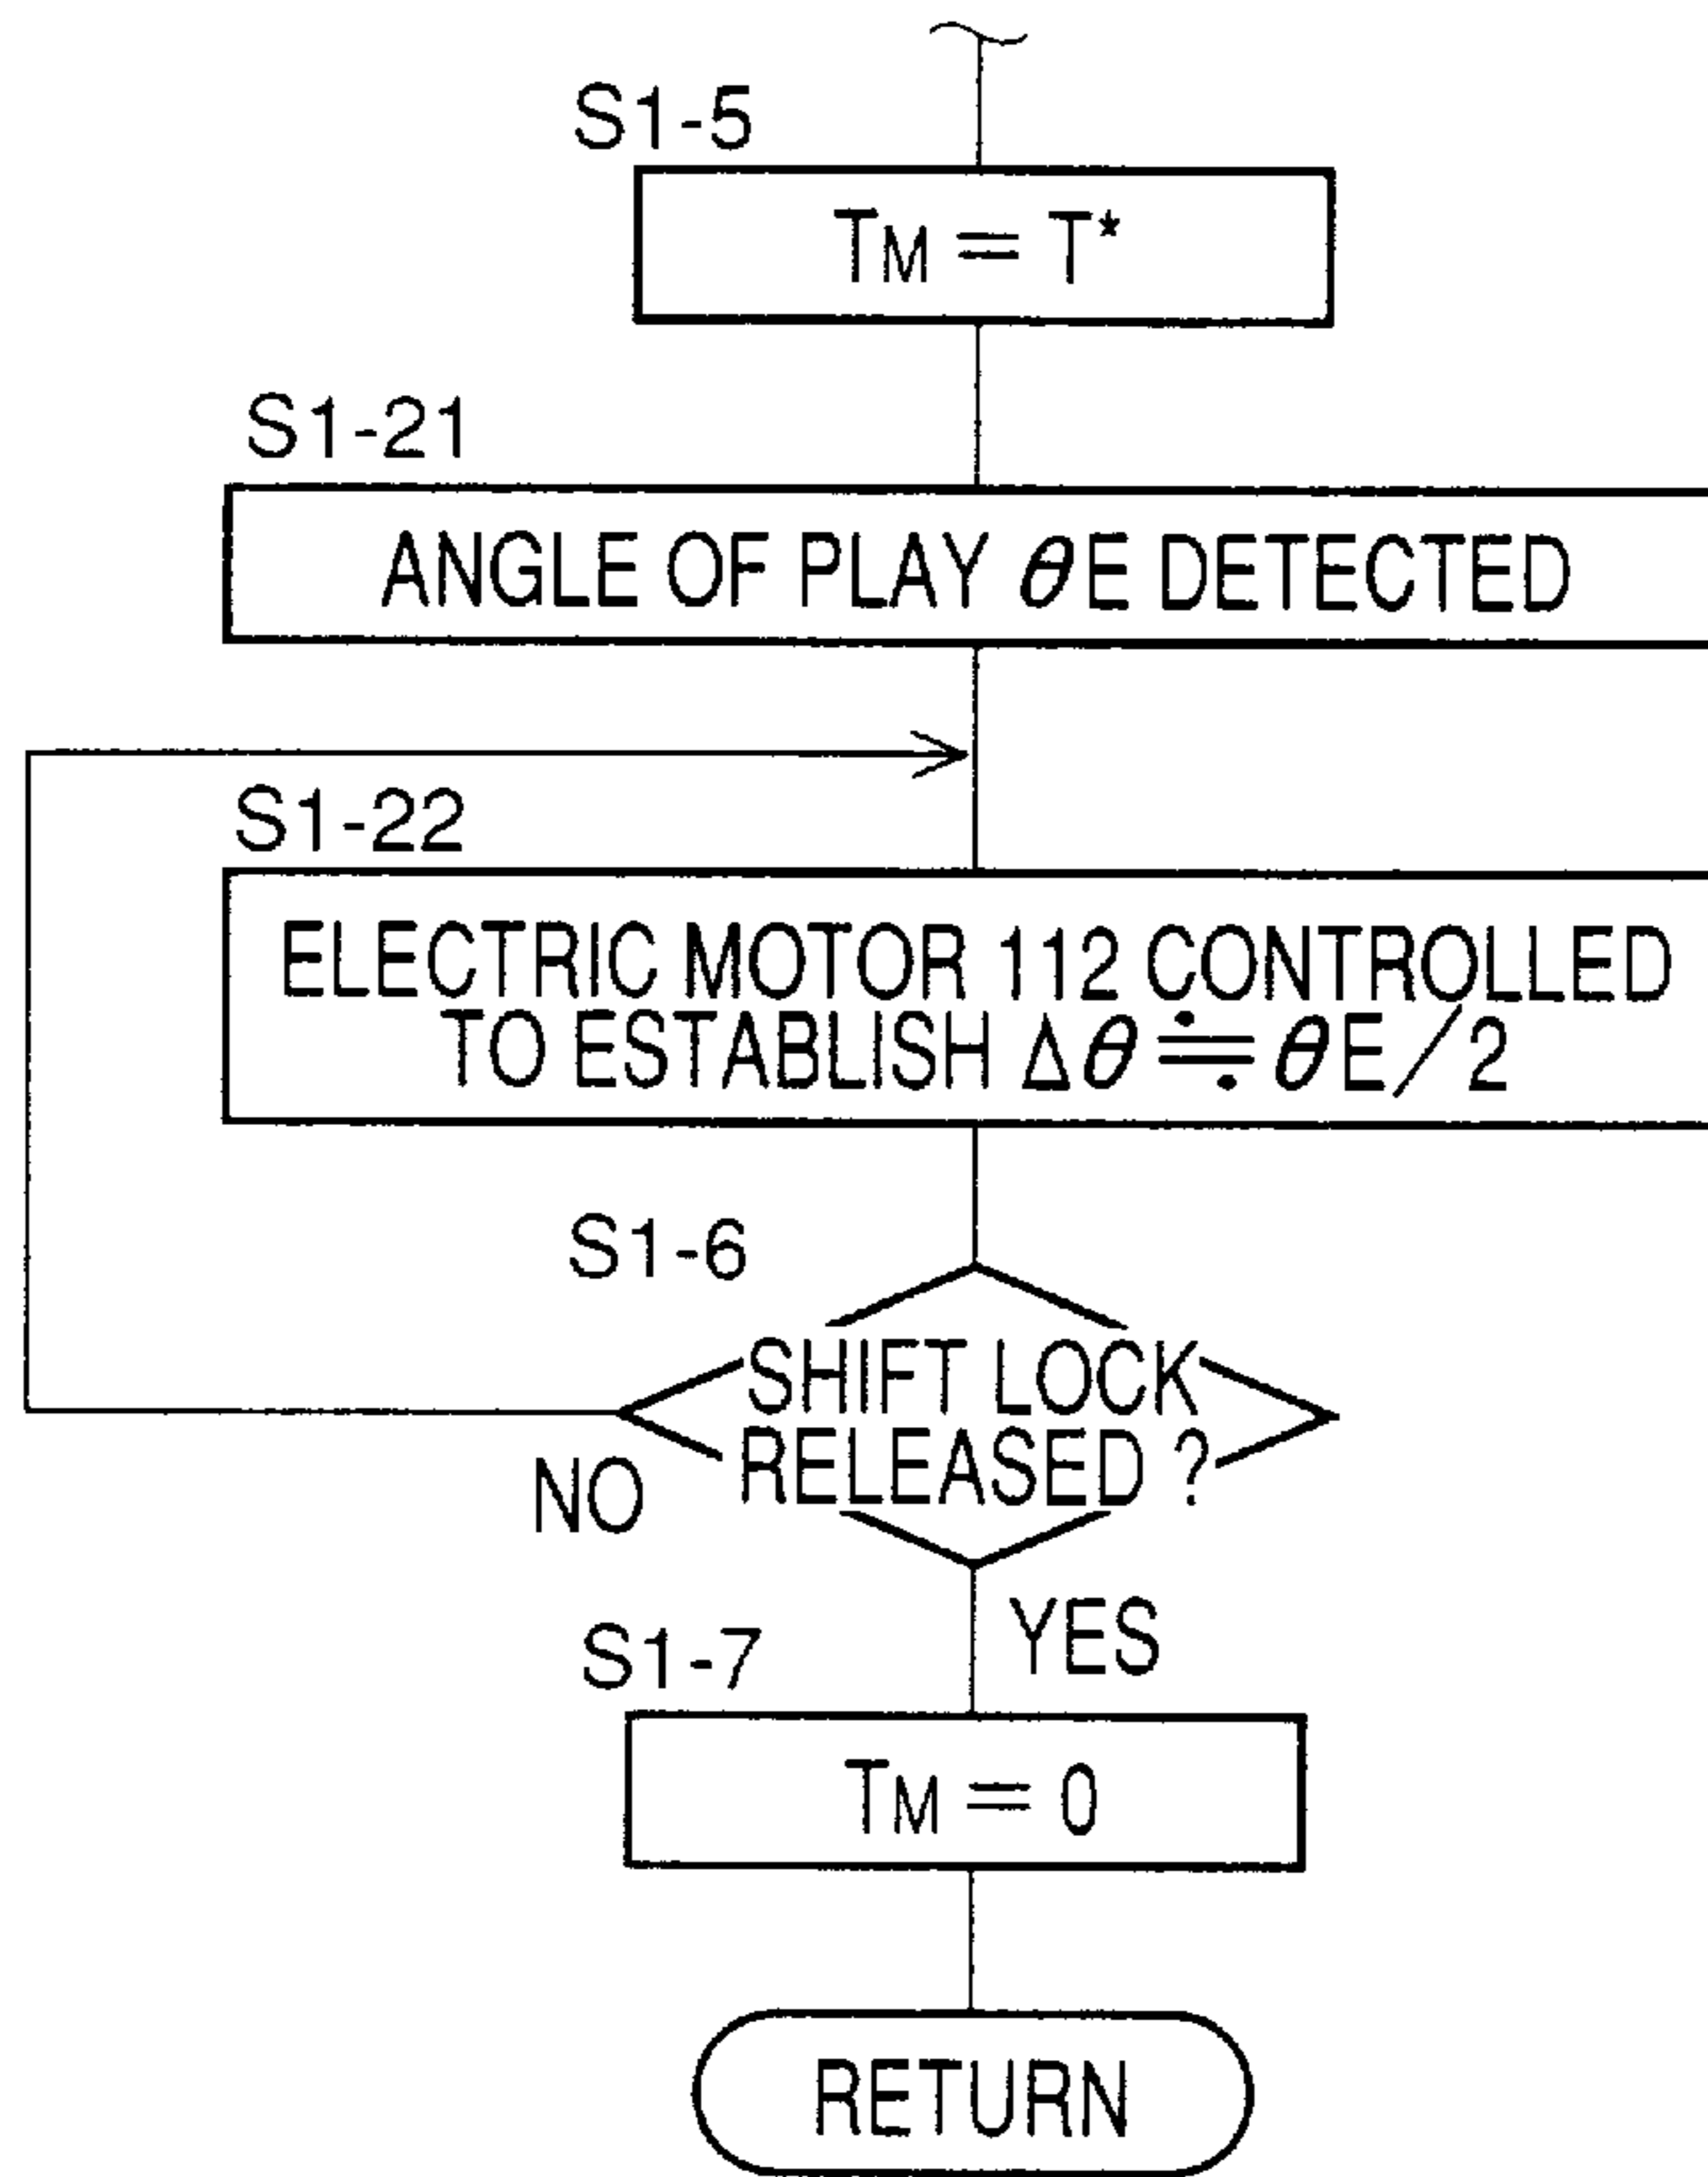 S1-5
TM = T*
S1-21
ANGLE OF PLAY θE DETECTED
S1-22
ELECTRIC MOTOR 112 CONTROLLED
TO ESTABLISH Δθ ≒ θE/2
S1-6
SHIFT LOCK
RELEASED ?
NO
YES
S1-7
TM = 0
RETURN